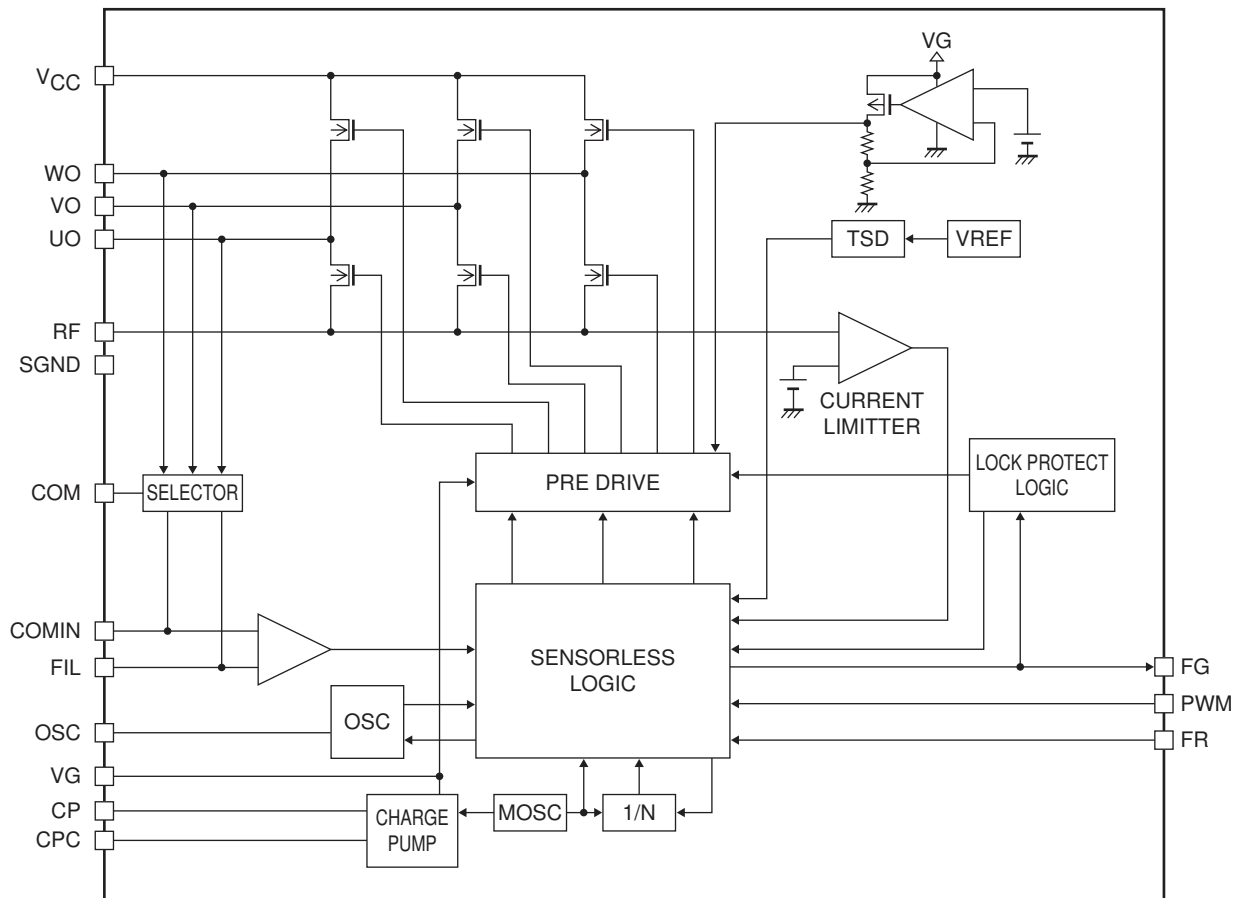 VG
VCC
WO
VO
UO
TSD
VREF
RF
SGND
CURRENT
LIMITTER
PRE DRIVE
LOCK PROTECT
LOGIC
COM
SELECTOR
COMIN
FIL
SENSORLESS
LOGIC
FG
PWM
FR
OSC
OSC
VG
CP
CPC
CHARGE
PUMP
MOSC
1/N